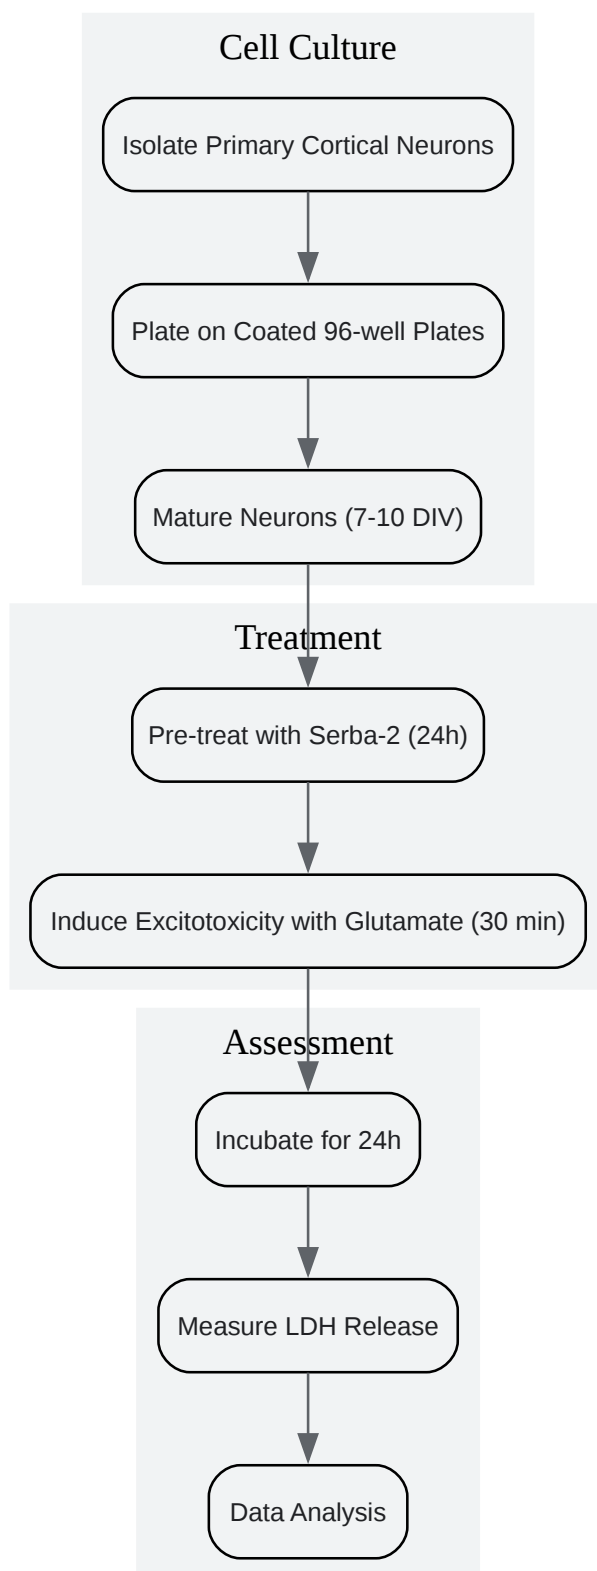 Cell Culture
Isolate Primary Cortical Neurons
Plate on Coated 96-well Plates
Mature Neurons (7-10 DIV)
Treatment
Pre-treat with Serba-2 (24h)
Induce Excitotoxicity with Glutamate (30 min)
Assessment
Incubate for 24h
Measure LDH Release
Data Analysis